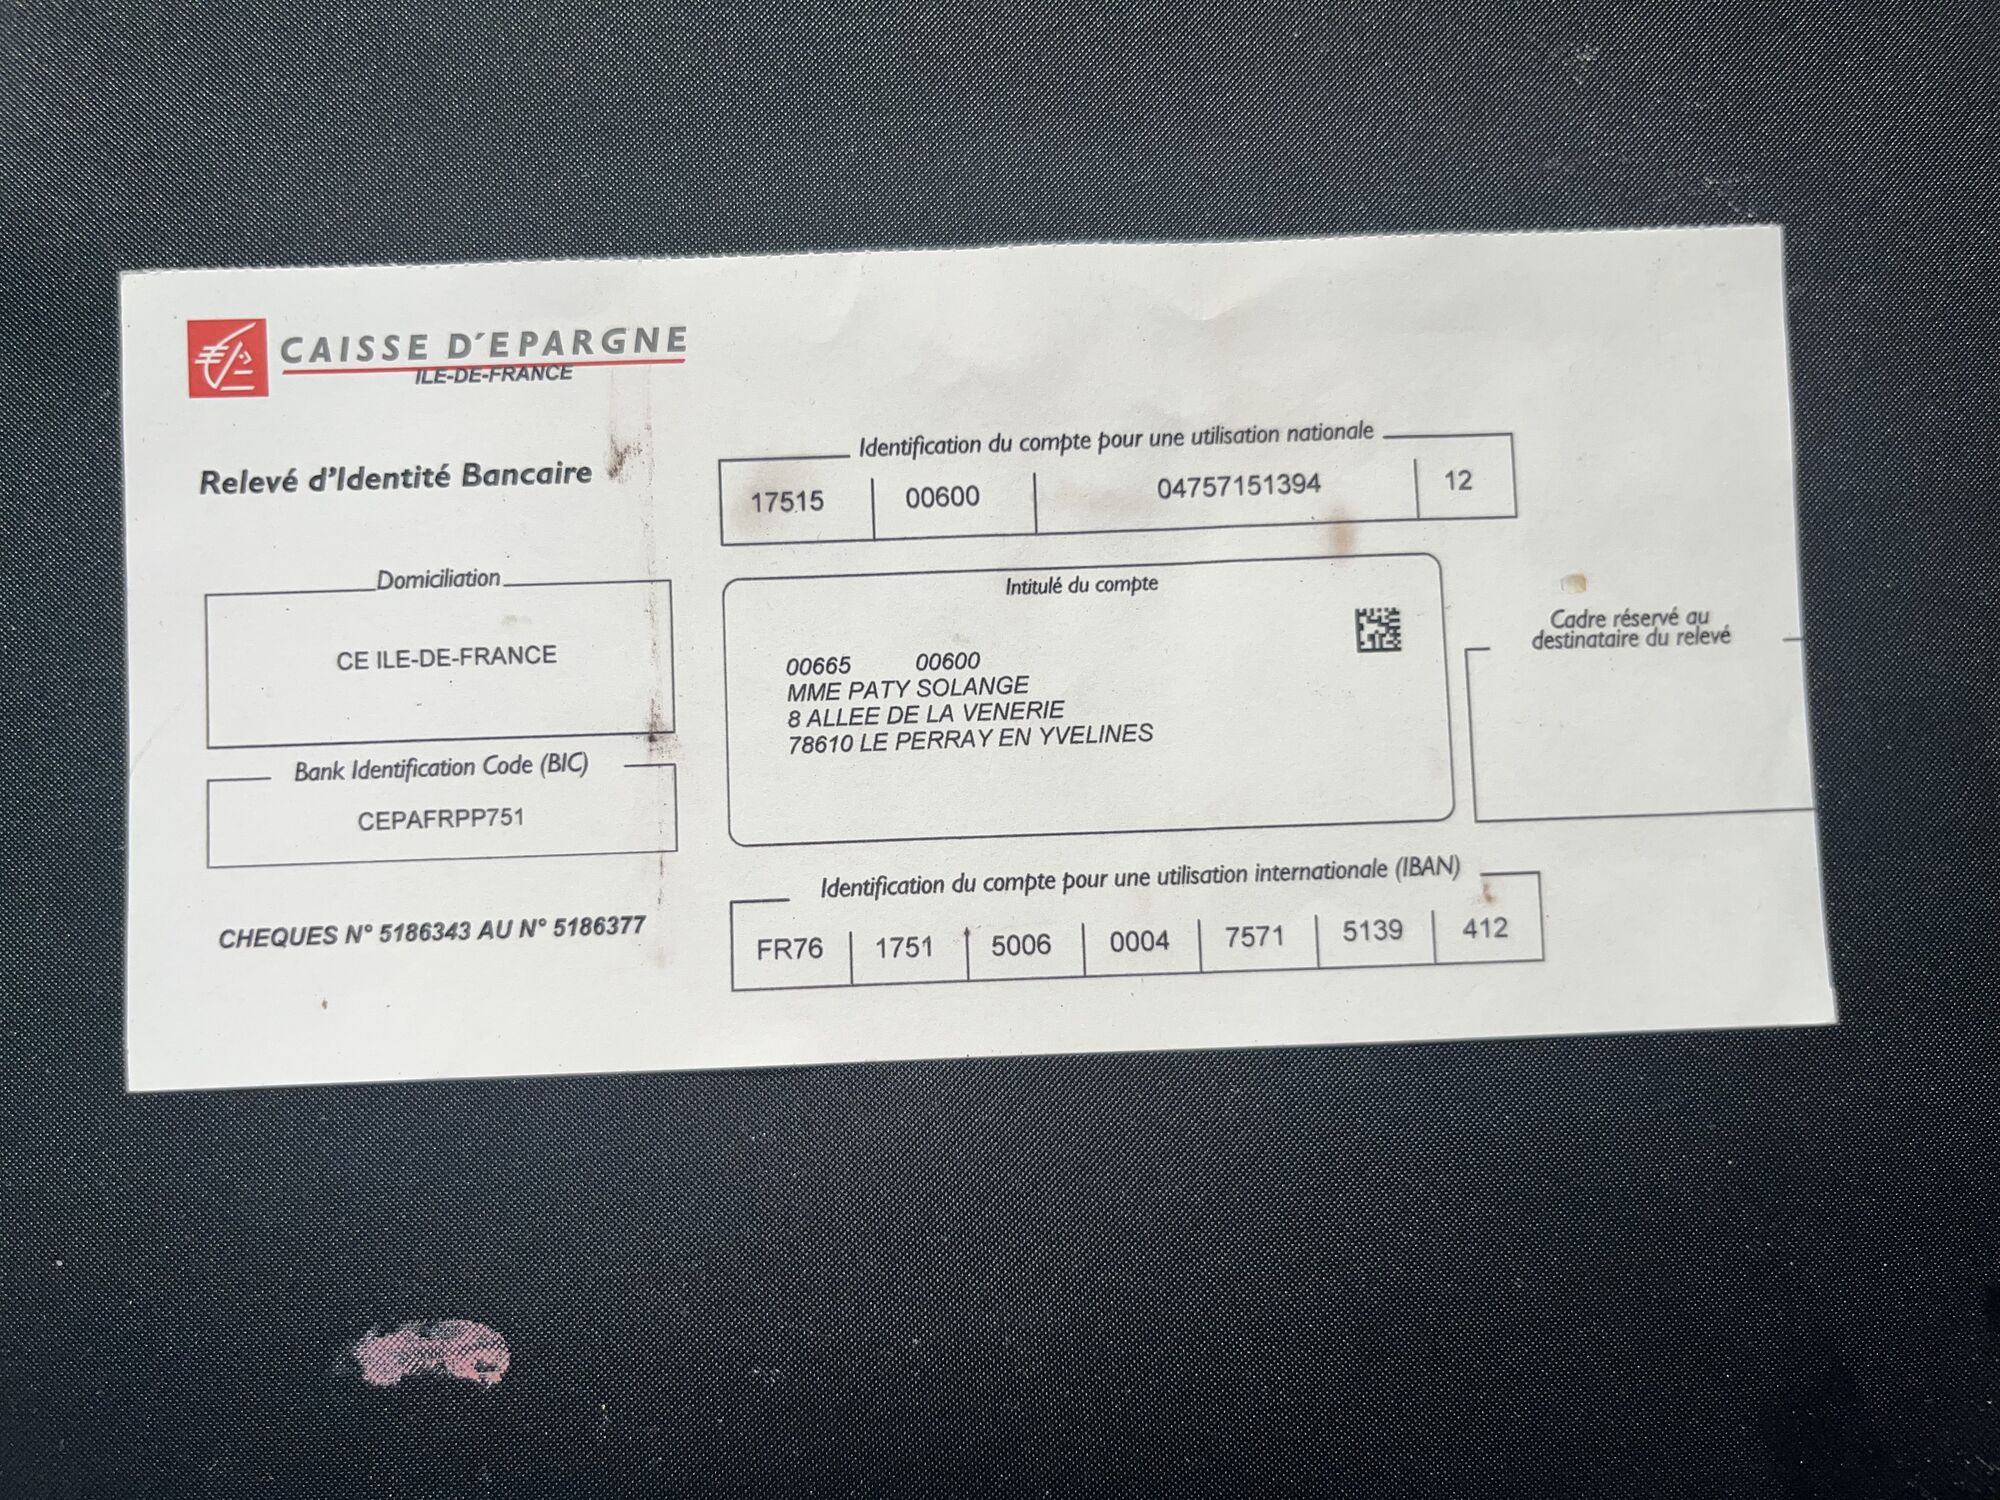 CAISSE D'EPARGNE
ILE-DE-FRANCE
Relevé d'Identité Bancaire
Identification du compte pour une utilisation nationale
17515 00600 04757151394 12
Domiciliation
CE ILE-DE-FRANCE
Intitulé du compte
00665 00600
MME PATY SOLANGE
8 ALLEE DE LA VENERIE
78610 LE PERRAY EN YVELINES
Cadre réservé au
destinataire du relevé
Bank Identification Code (BIC)
CEPAFRPP751
Identification du compte pour une utilisation internationale (IBAN)
FR76 1751 5006 0004 7571 5139 412
CHEQUES N° 5186343 AU N° 5186377